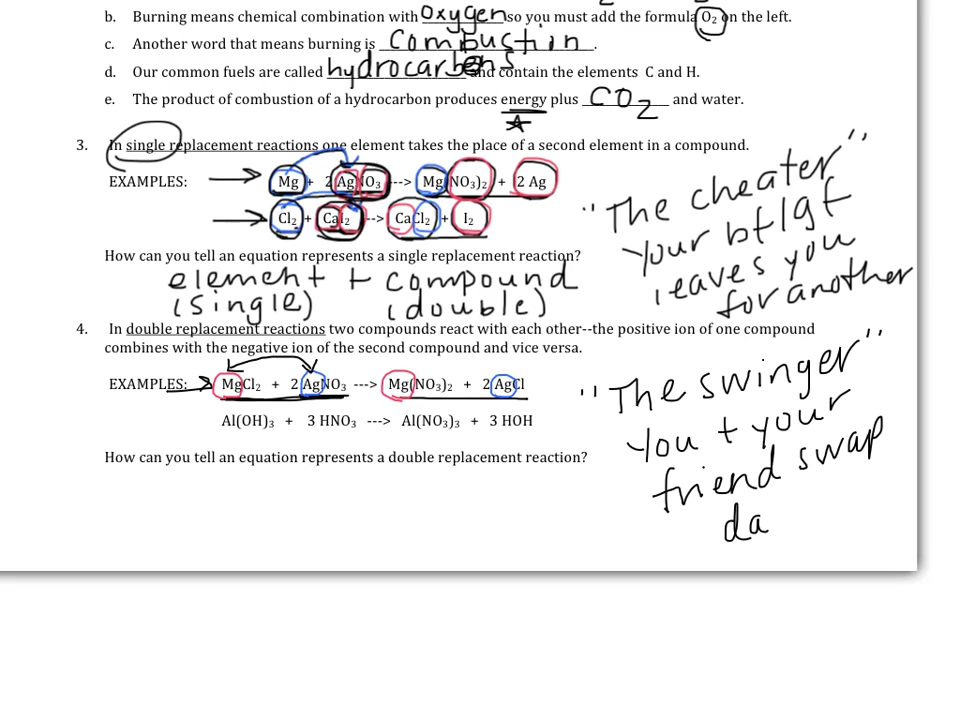 b. Burning means chemical combination with oxygen so you must add the formula O₂ on the left.
c. Another word that means burning is combustin.
d. Our common fuels are called hydrocarbens and contain the elements C and H.
e. The product of combustion of a hydrocarbon produces energy plus CO₂ and water.
3. In single replacement reactions one element takes the place of a second element in a compound.
EXAMPLES: Mg + 2 AgNO₃ ---> Mg(NO₃)₂ + 2 Ag
Cl₂ + CaI₂ ---> CaCl₂ + I₂
"The cheater"
your bf/gf
leaves you
for another
How can you tell an equation represents a single replacement reaction?
element + compound
(single) (double)
4. In double replacement reactions two compounds react with each other--the positive ion of one compound
combines with the negative ion of the second compound and vice versa.
EXAMPLES: MgCl₂ + 2 AgNO₃ ---> Mg(NO₃)₂ + 2 AgCl
Al(OH)₃ + 3 HNO₃ ---> Al(NO₃)₃ + 3 HOH
"The swinger"
You + your
friend swap
da
How can you tell an equation represents a double replacement reaction?